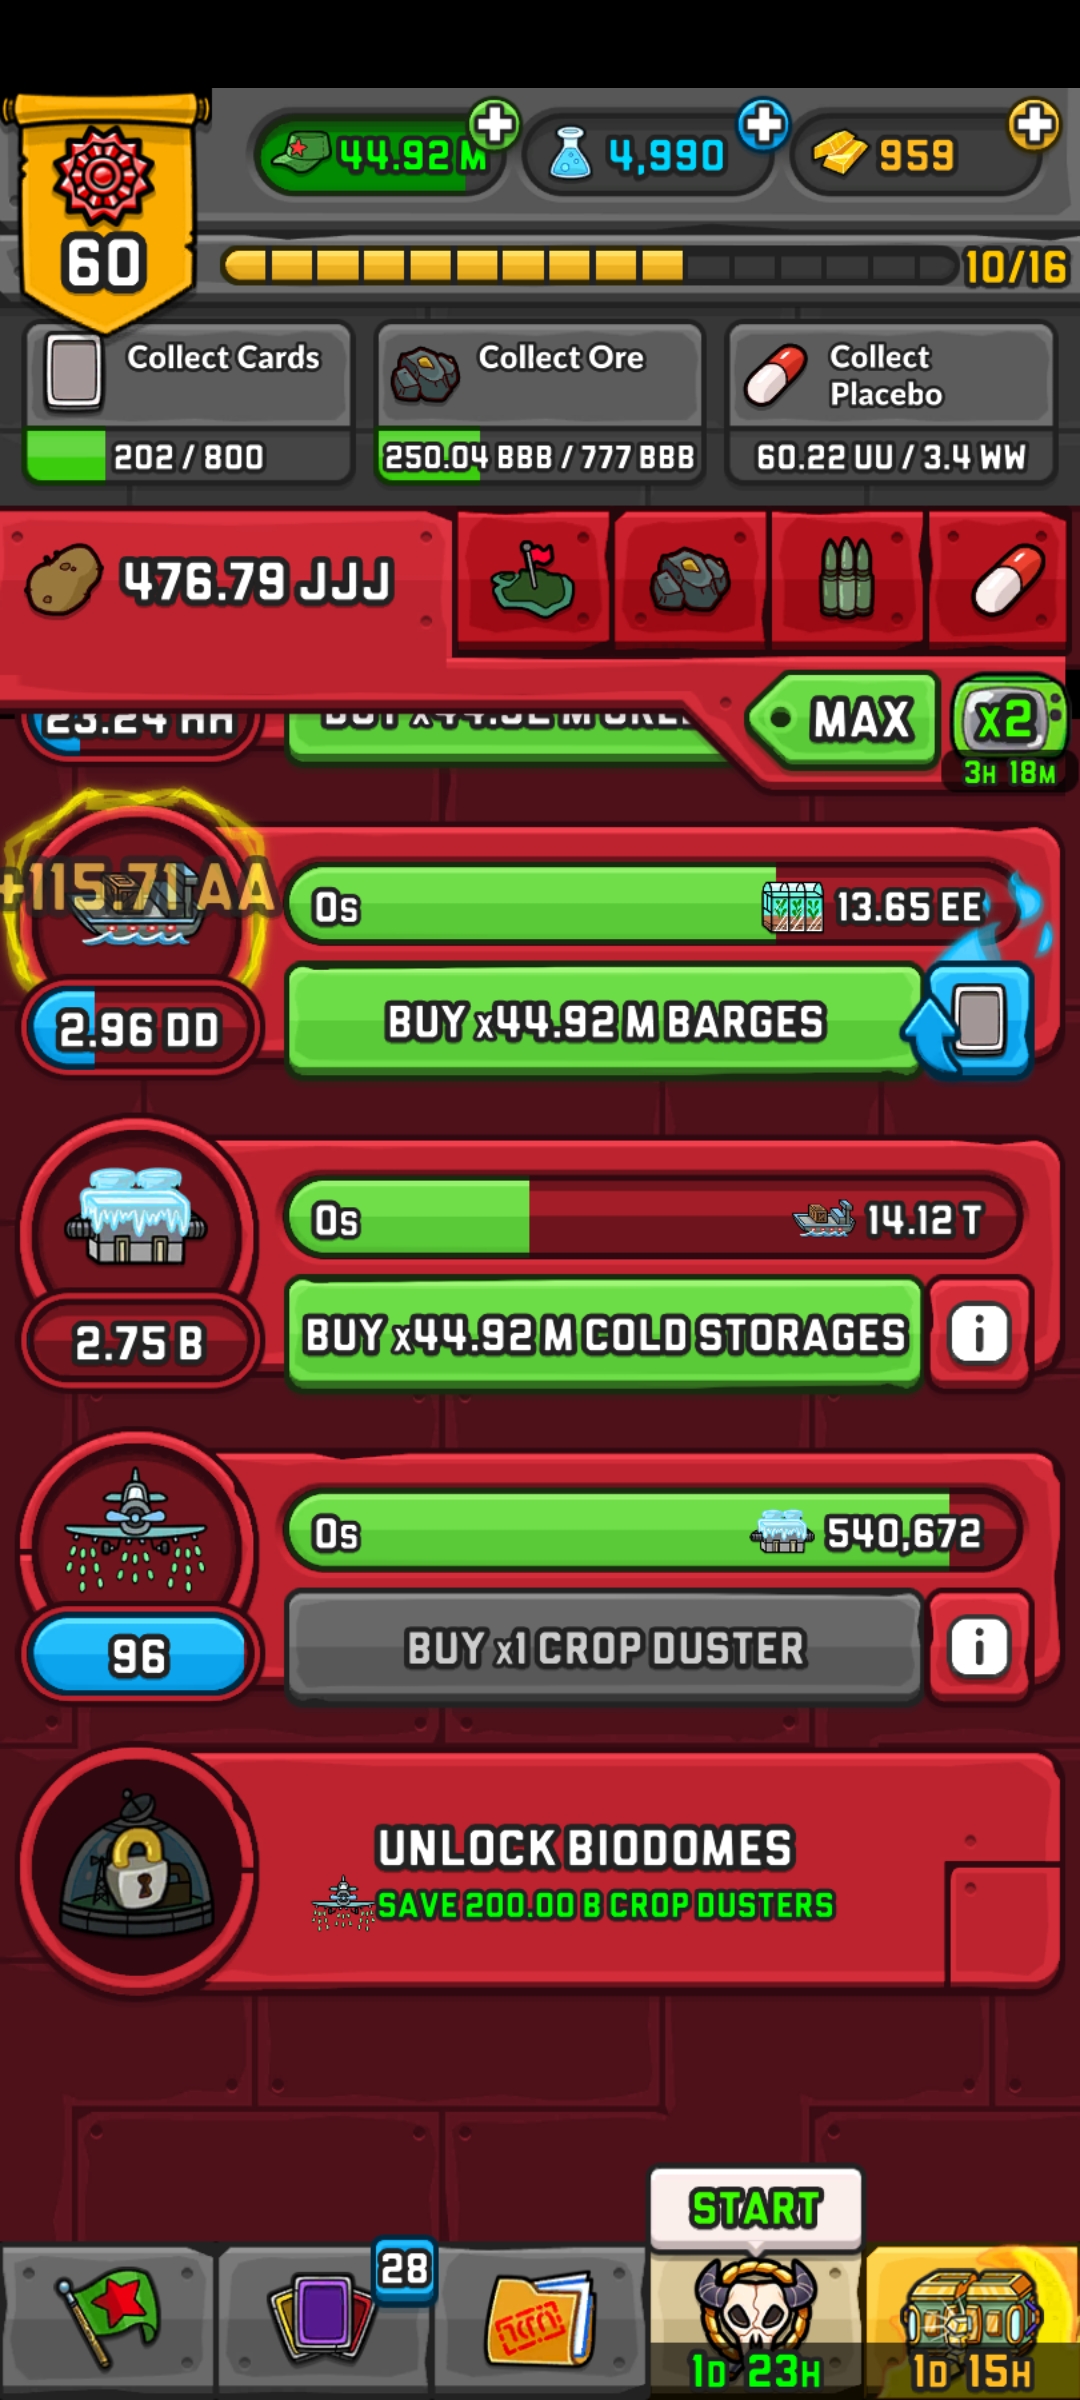 60
44.92 M
4,990
959
10/16
Collect Cards
202 / 800
Collect Ore
250.04 BBB / 777 BBB
Collect
Placebo
60.22 UU / 3.4 WW
476.79 JJJ
MAX
x2
3H 18M
+115.71 AA
0s
13.65 EE
2.96 DD
BUY x44.92 M BARGES
0s
14.12 T
2.75 B
BUY x44.92 M COLD STORAGES
i
0s
540,672
96
BUY x1 CROP DUSTER
i
UNLOCK BIODOMES
SAVE 200.00 B CROP DUSTERS
START
28
1D 23H
1D 15H